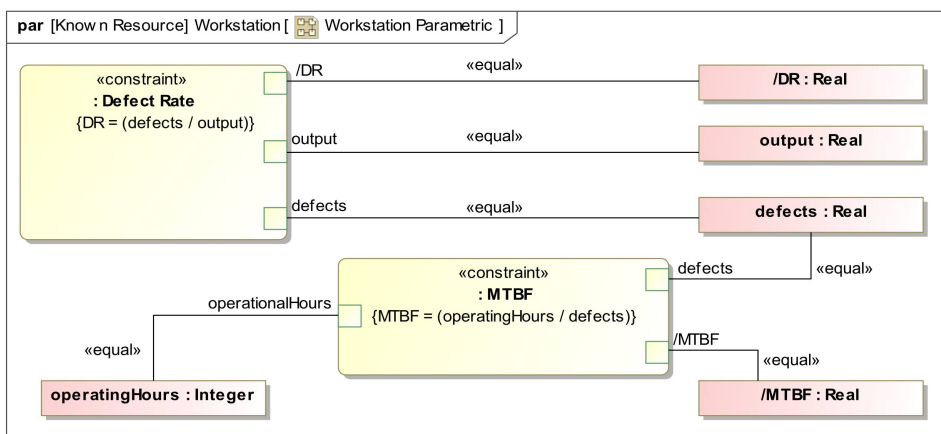 par [Known Resource] Workstation [ Workstation Parametric ]
«constraint»
: Defect Rate
{DR = (defects / output)}
/DR
«equal»
/DR : Real
output
«equal»
output : Real
defects
«equal»
defects : Real
«constraint»
: MTBF
{MTBF = (operatingHours / defects)}
defects
«equal»
operationalHours
/MTBF
«equal»
«equal»
operatingHours : Integer
/MTBF : Real